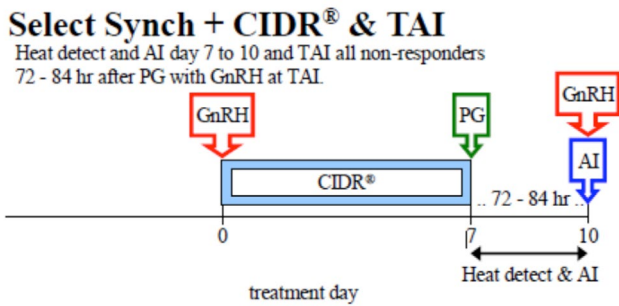 Select Synch + CIDR® & TAI
Heat detect and AI day 7 to 10 and TAI all non-responders
72 - 84 hr after PG with GnRH at TAI.
GnRH
PG
GnRH
AI
CIDR®
.. 72 - 84 hr ..
0
7
10
Heat detect & AI
treatment day